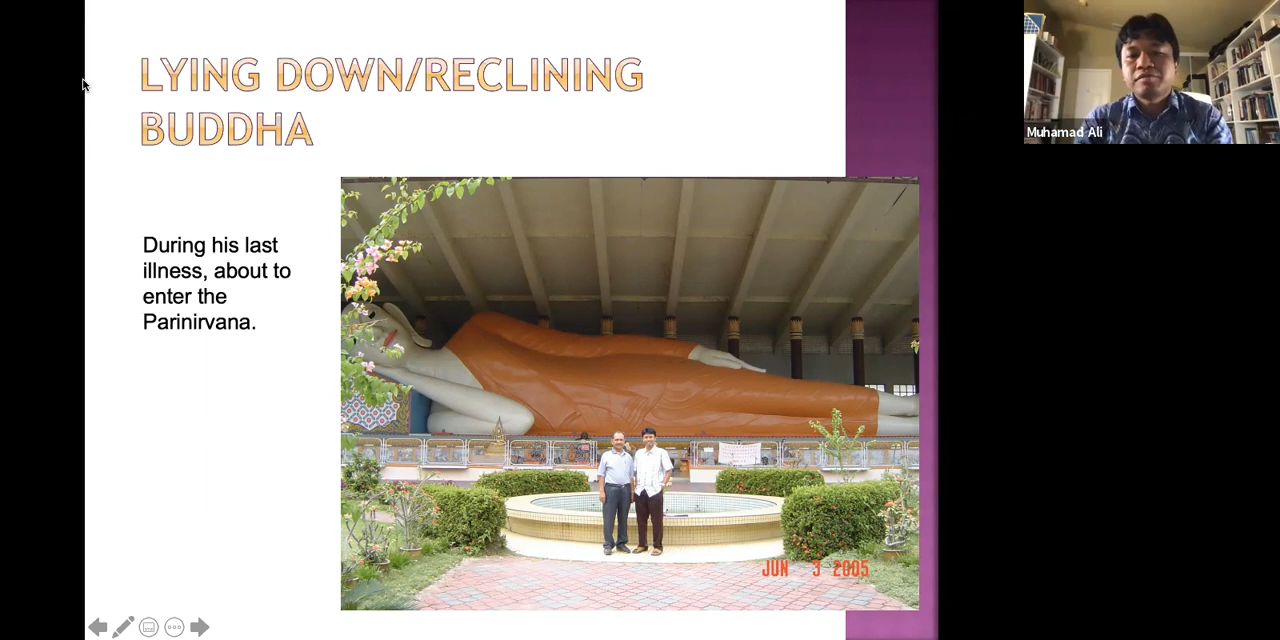 LYING DOWN/RECLINING
BUDDHA
During his last
illness, about to
enter the
Parinirvana.
JUN 3 2005
Muhamad Ali